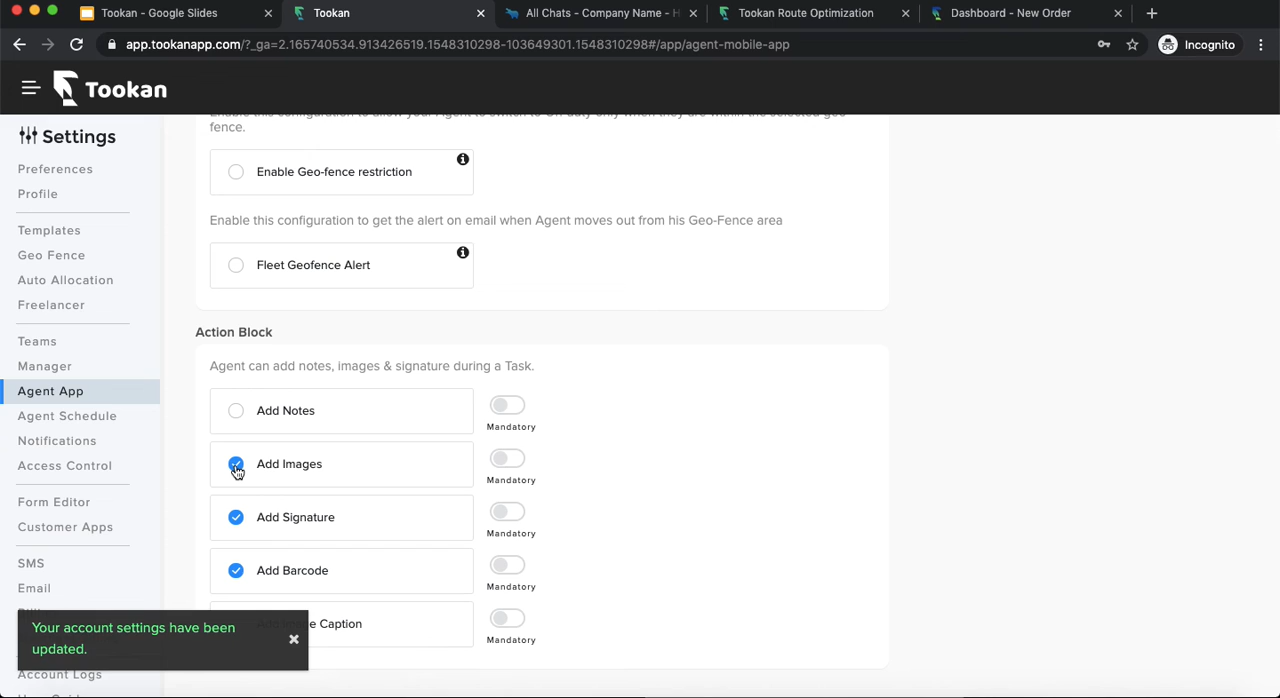 Tookan - Google Slides
Tookan
All Chats - Company Name - H
Tookan Route Optimization
Dashboard - New Order
app.tookanapp.com/?_ga=2.165740534.913426519.1548310298-103649301.1548310298#/app/agent-mobile-app
Incognito
Tookan
Settings
Preferences
Profile
Templates
Geo Fence
Auto Allocation
Freelancer
Teams
Manager
Agent App
Agent Schedule
Notifications
Access Control
Form Editor
Customer Apps
SMS
Email
Account Logs
Your account settings have been
updated.
Enable this configuration to allow your Agent to switch to On-duty only when they are within the selected geo
fence.
Enable Geo-fence restriction
Enable this configuration to get the alert on email when Agent moves out from his Geo-Fence area
Fleet Geofence Alert
Action Block
Agent can add notes, images & signature during a Task.
Add Notes
Mandatory
Add Images
Mandatory
Add Signature
Mandatory
Add Barcode
Mandatory
Caption
Mandatory